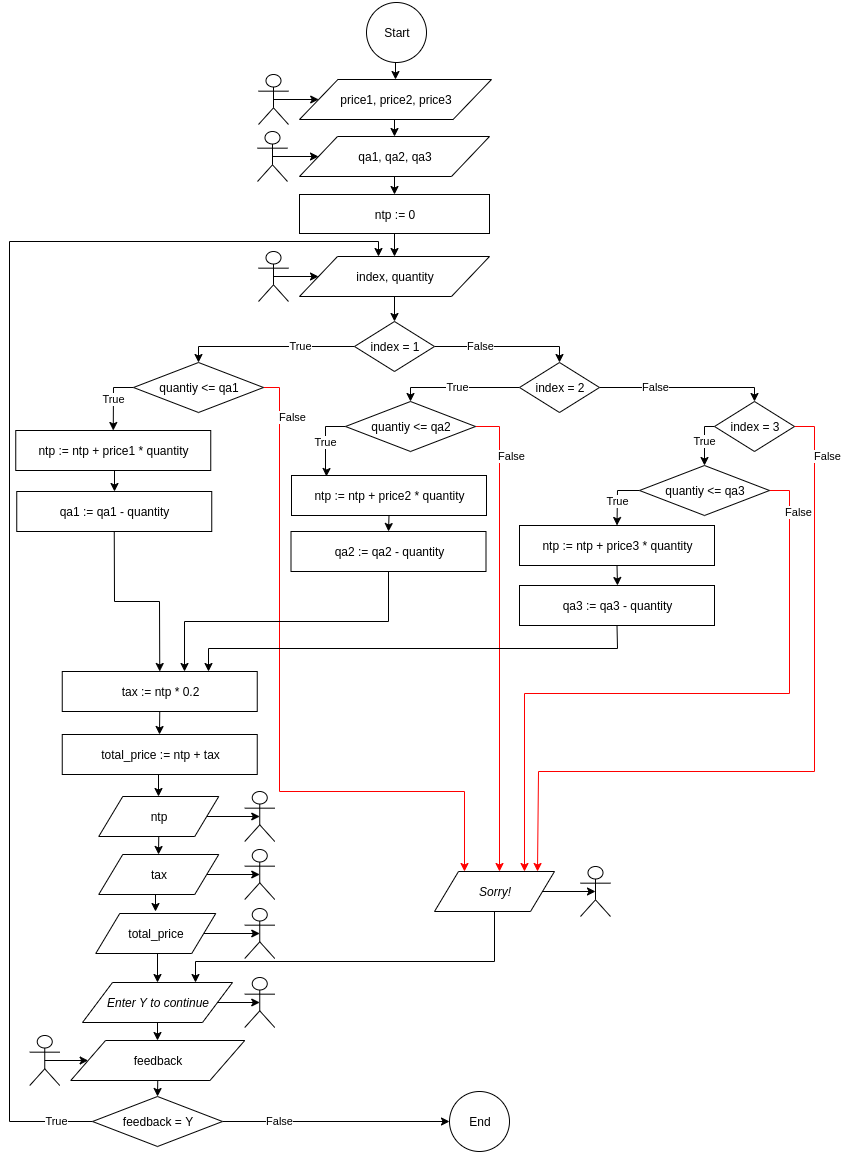 Start
price1, price2, price3
qa1, qa2, qa3
ntp := 0
index, quantity
index = 1
True
False
quantiy <= qa1
index = 2
True
False
True
False
quantiy <= qa2
index = 3
True
False
True
False
ntp := ntp + price1 * quantity
quantiy <= qa3
ntp := ntp + price2 * quantity
True
False
qa1 := qa1 - quantity
ntp := ntp + price3 * quantity
qa2 := qa2 - quantity
qa3 := qa3 - quantity
tax := ntp * 0.2
total_price := ntp + tax
ntp
tax
Sorry!
total_price
Enter Y to continue
feedback
True
feedback = Y
False
End